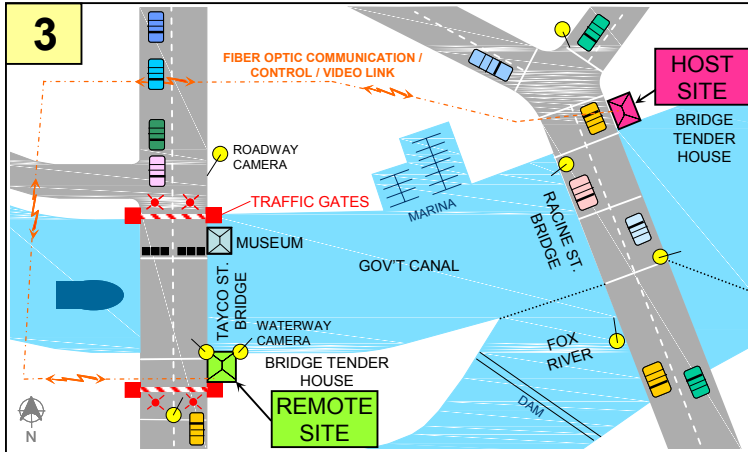 3
FIBER OPTIC COMMUNICATION /
CONTROL / VIDEO LINK
HOST
SITE
BRIDGE
TENDER
HOUSE
ROADWAY
CAMERA
TRAFFIC GATES
MARINA
RACINE ST.
BRIDGE
MUSEUM
GOV'T CANAL
TAYCO ST.
BRIDGE
WATERWAY
CAMERA
BRIDGE TENDER
HOUSE
FOX
RIVER
REMOTE
SITE
DAM
N